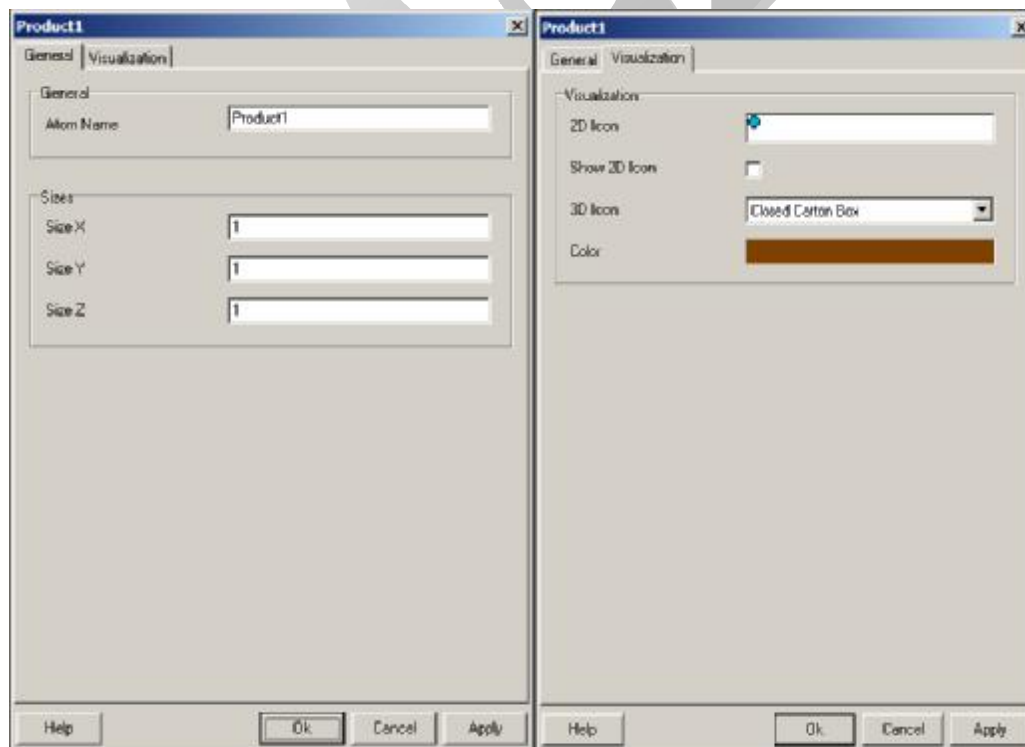 Product1
General Visualization
General
Atom Name Product1
Sizes
Size X 1
Size Y 1
Size Z 1
Help Ok Cancel Apply
Product1
General Visualization
Visualization
2D Icon
Show 2D Icon
3D Icon Closed Carton Box
Color
Help Ok Cancel Apply